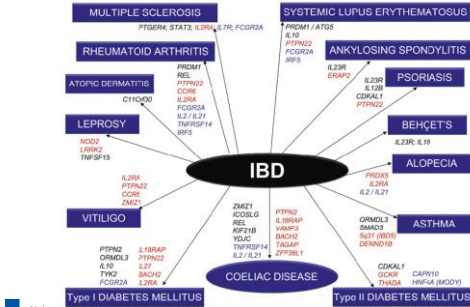 MULTIPLE SCLEROSIS
PTGER4; STAT3; IL2Ra; IL7R; FCGR2A
SYSTEMIC LUPUS ERYTHEMATOSUS
PRDM1 / ATG5
IL10
PTPN22
FCGR2A
IRF5
RHEUMATOID ARTHRITIS
PRDM1
REL
PTPN22
CCR6
IL2RA
FCGR2A
IL2 / IL21
TNFRSF14
IRF5
ANKYLOSING SPONDYLITIS
IL23R
ERAP2
ATOPIC DERMATITIS
C11Orf30
PSORIASIS
IL23R
IL12B
CDKAL1
PTPN22
LEPROSY
NOD2
LRRK2
TNFSF15
BEHÇET'S
IL23R; IL10
IBD
ALOPECIA
PRDX5
IL2RA
IL2 / IL21
VITILIGO
IL2RA
PTPN22
CCR6
ZMIZ1
ASTHMA
ORMDL3
SMAD3
5q31 (IBD5)
DENND1B
COELIAC DISEASE
ZMIZ1
ICOSLG
REL
KIF21B
YDJC
TNFRSF14
IL2 / IL21
PTPN2
IL18RAP
VAMP3
BACH2
TAGAP
ZFP36L1
Type I DIABETES MELLITUS
PTPN2
ORMDL3
IL10
TYK2
FCGR2A
IL18RAP
PTPN22
IL27
BACH2
IL2RA
Type II DIABETES MELLITUS
CDKAL1
GCKR
THADA
CAPN10
HNF4A (MODY)